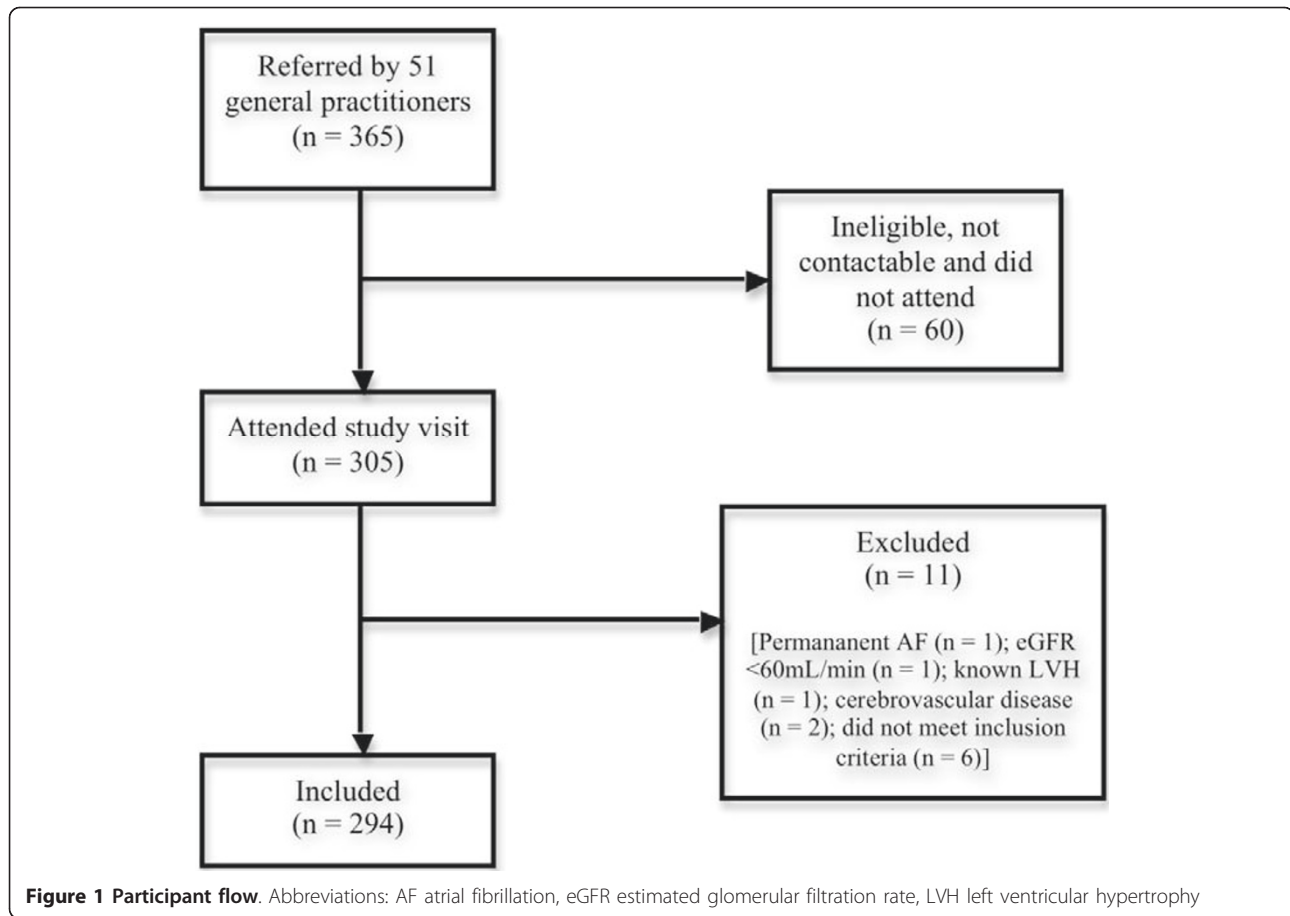 Referred by 51
general practitioners
(n = 365)
Ineligible, not
contactable and did
not attend
(n = 60)
Attended study visit
(n = 305)
Excluded
(n = 11)
[Permananent AF (n = 1); eGFR
<60mL/min (n = 1); known LVH
(n = 1); cerebrovascular disease
(n = 2); did not meet inclusion
criteria (n = 6)]
Included
(n = 294)
Figure 1 Participant flow. Abbreviations: AF atrial fibrillation, eGFR estimated glomerular filtration rate, LVH left ventricular hypertrophy